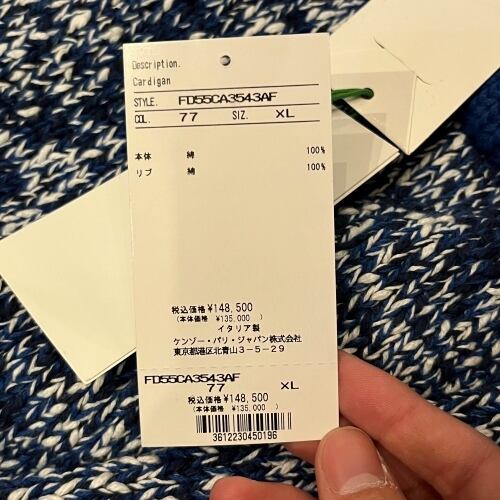 Description.
Cardigan
STYLE. FD55CA3543AF
COL. 77 SIZ. XL
本体 綿 100%
リブ 綿 100%
税込価格 ¥148,500
(本体価格 ¥135,000 )
イタリア製
ケンゾー・パリ・ジャパン株式会社
東京都港区北青山3-5-29
FD55CA3543AF
77 XL
税込価格 ¥148,500
(本体価格 ¥135,000 )
3612230450196